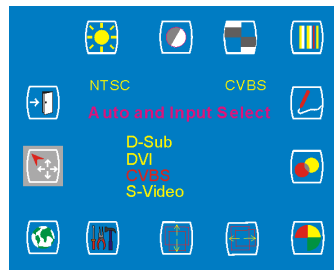 NTSC CVBS
Auto and Input Select
D-Sub
DVI
CVBS
S-Video